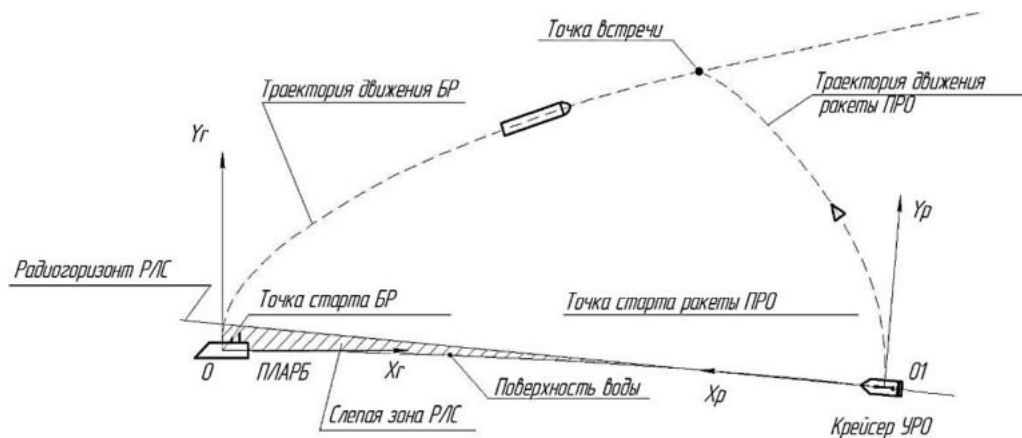 Точка встречи
Траектория движения БР
Траектория движения
ракеты ПРО
Yг
Yр
Радиогоризонт РЛС
Точка старта БР
Точка старта ракеты ПРО
О
ПЛАРБ
Xг
Xр
О1
Поверхность воды
Слепая зона РЛС
Крейсер УРО